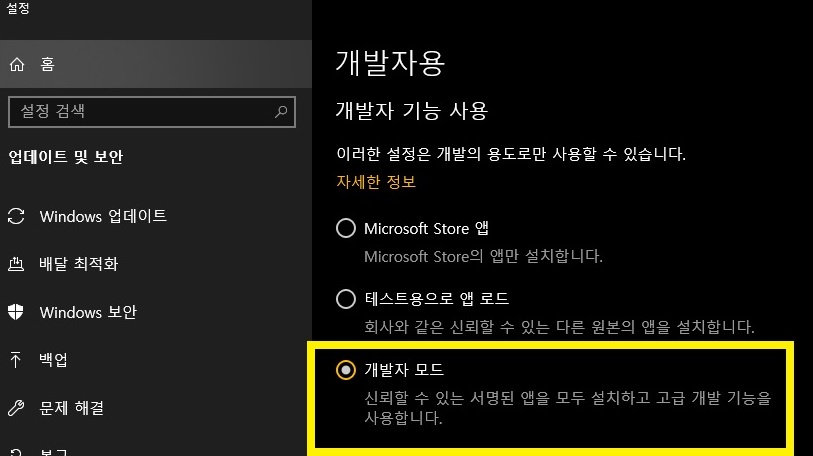 설정
홈
설정 검색
업데이트 및 보안
Windows 업데이트
배달 최적화
Windows 보안
백업
문제 해결
복구
개발자용
개발자 기능 사용
이러한 설정은 개발의 용도로만 사용할 수 있습니다.
자세한 정보
Microsoft Store 앱
Microsoft Store의 앱만 설치합니다.
테스트용으로 앱 로드
회사와 같은 신뢰할 수 있는 다른 원본의 앱을 설치합니다.
개발자 모드
신뢰할 수 있는 서명된 앱을 모두 설치하고 고급 개발 기능을
사용합니다.